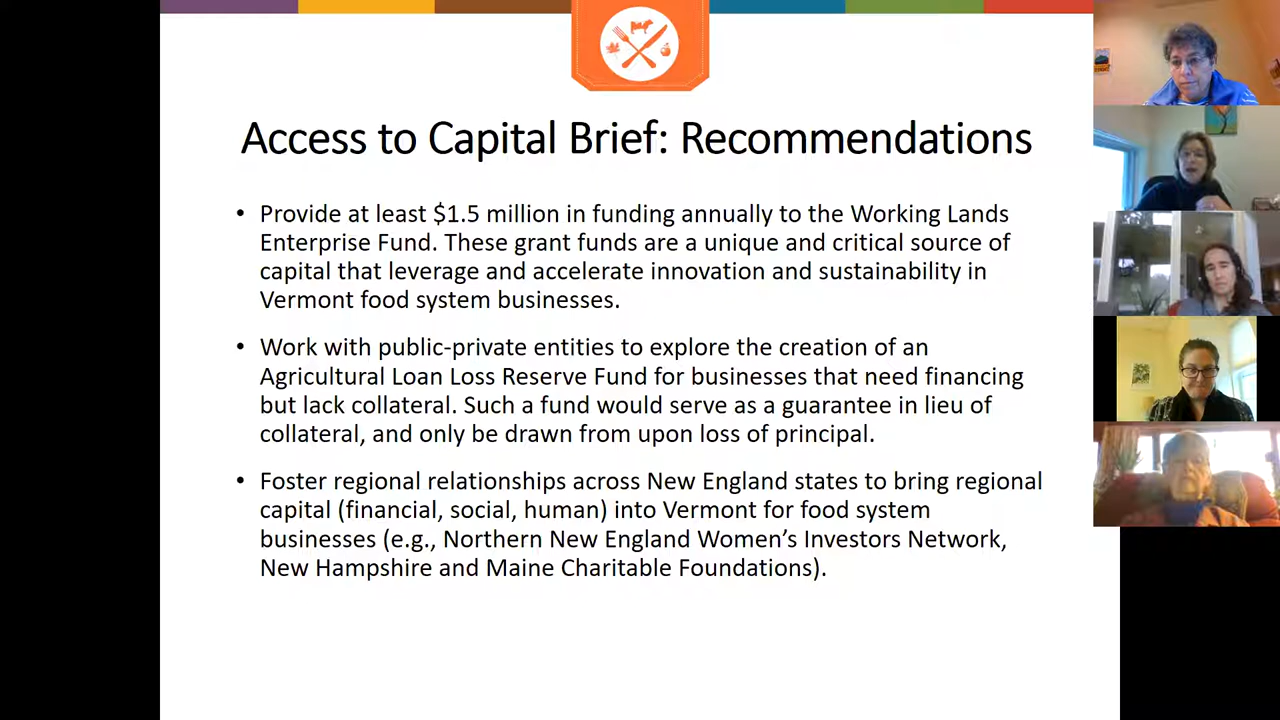 Access to Capital Brief: Recommendations
• Provide at least $1.5 million in funding annually to the Working Lands
Enterprise Fund. These grant funds are a unique and critical source of
capital that leverage and accelerate innovation and sustainability in
Vermont food system businesses.
• Work with public-private entities to explore the creation of an
Agricultural Loan Loss Reserve Fund for businesses that need financing
but lack collateral. Such a fund would serve as a guarantee in lieu of
collateral, and only be drawn from upon loss of principal.
• Foster regional relationships across New England states to bring regional
capital (financial, social, human) into Vermont for food system
businesses (e.g., Northern New England Women’s Investors Network,
New Hampshire and Maine Charitable Foundations).